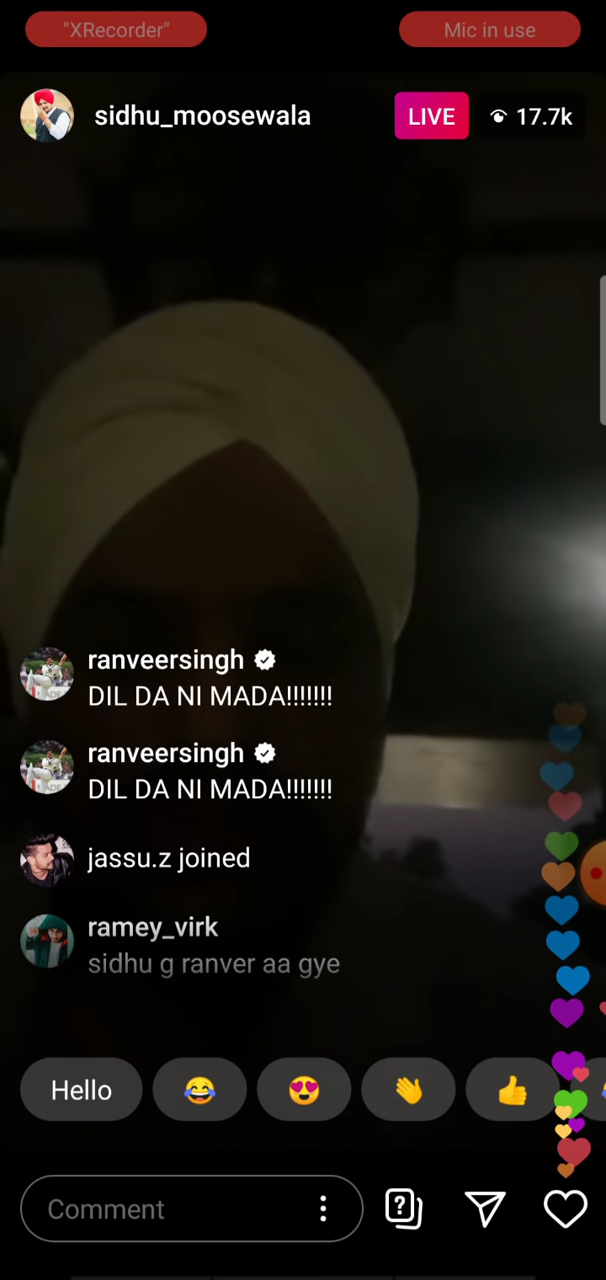 "XRecorder"
Mic in use
sidhu_moosewala
LIVE
17.7k
ranveersingh
DIL DA NI MADA!!!!!!!
ranveersingh
DIL DA NI MADA!!!!!!!
jassu.z joined
ramey_virk
sidhu g ranver aa gye
Hello
Comment